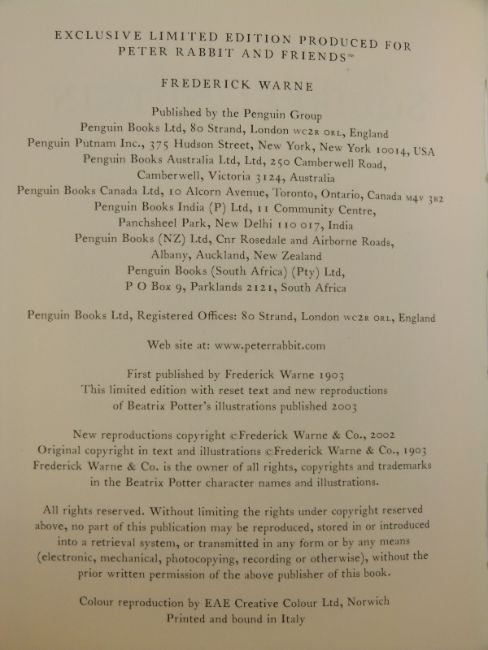 EXCLUSIVE LIMITED EDITION PRODUCED FOR
PETER RABBIT AND FRIENDS™
FREDERICK WARNE
Published by the Penguin Group
Penguin Books Ltd, 80 Strand, London WC2R 0RL, England
Penguin Putnam Inc., 375 Hudson Street, New York, New York 10014, USA
Penguin Books Australia Ltd, Ltd, 250 Camberwell Road,
Camberwell, Victoria 3124, Australia
Penguin Books Canada Ltd, 10 Alcorn Avenue, Toronto, Ontario, Canada M4V 3B2
Penguin Books India (P) Ltd, 11 Community Centre,
Panchsheel Park, New Delhi 110 017, India
Penguin Books (NZ) Ltd, Cnr Rosedale and Airborne Roads,
Albany, Auckland, New Zealand
Penguin Books (South Africa) (Pty) Ltd,
P O Box 9, Parklands 2121, South Africa
Penguin Books Ltd, Registered Offices: 80 Strand, London WC2R 0RL, England
Web site at: www.peterrabbit.com
First published by Frederick Warne 1903
This limited edition with reset text and new reproductions
of Beatrix Potter's illustrations published 2003
New reproductions copyright © Frederick Warne & Co., 2002
Original copyright in text and illustrations © Frederick Warne & Co., 1903
Frederick Warne & Co. is the owner of all rights, copyrights and trademarks
in the Beatrix Potter character names and illustrations.
All rights reserved. Without limiting the rights under copyright reserved
above, no part of this publication may be reproduced, stored in or introduced
into a retrieval system, or transmitted in any form or by any means
(electronic, mechanical, photocopying, recording or otherwise), without the
prior written permission of the above publisher of this book.
Colour reproduction by EAE Creative Colour Ltd, Norwich
Printed and bound in Italy